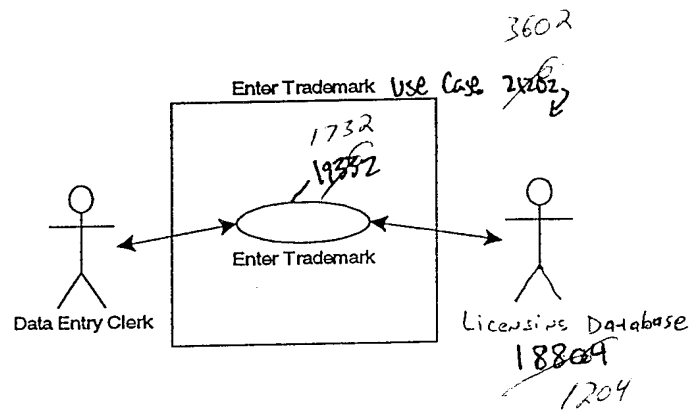 3602
Enter Trademark Use Case
1732
Enter Trademark
Data Entry Clerk
Licensing Database
1204